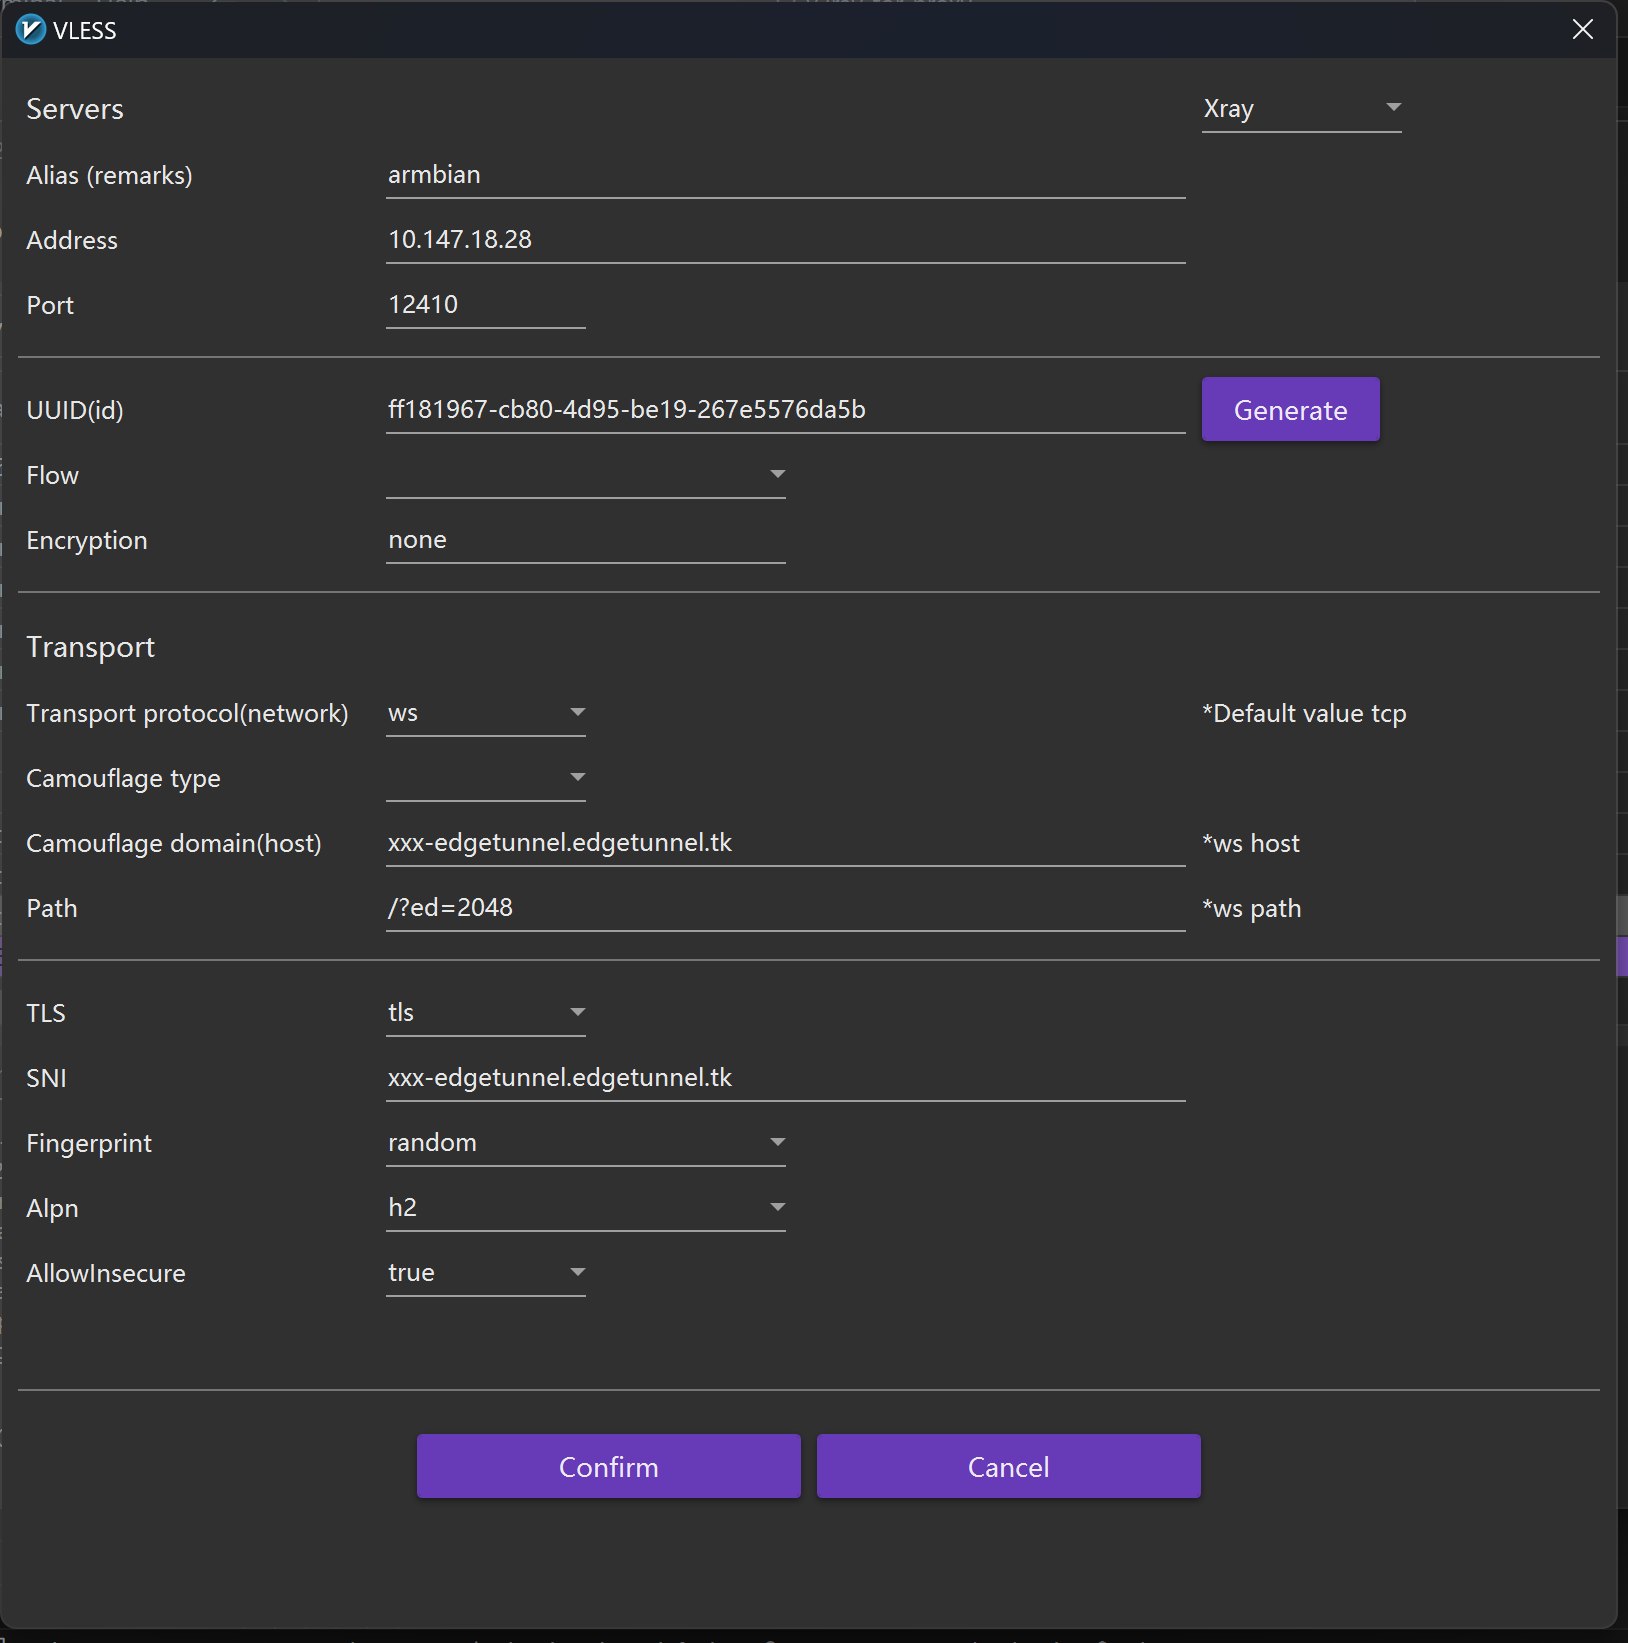 VLESS
Servers Xray
Alias (remarks) armbian
Address 10.147.18.28
Port 12410
UUID(id) ff181967-cb80-4d95-be19-267e5576da5b Generate
Flow
Encryption none
Transport
Transport protocol(network) ws *Default value tcp
Camouflage type
Camouflage domain(host) xxx-edgetunnel.edgetunnel.tk *ws host
Path /?ed=2048 *ws path
TLS tls
SNI xxx-edgetunnel.edgetunnel.tk
Fingerprint random
Alpn h2
AllowInsecure true
Confirm Cancel